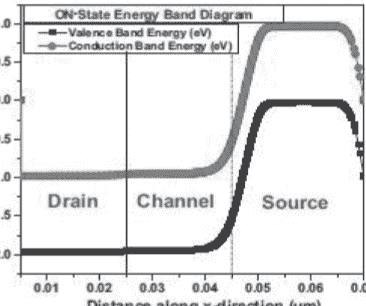 ON-State Energy Band Diagram
Valence Band Energy (eV)
Conduction Band Energy (eV)
Drain Channel Source
0.01 0.02 0.03 0.04 0.05 0.06
Distance along x-direction (um)